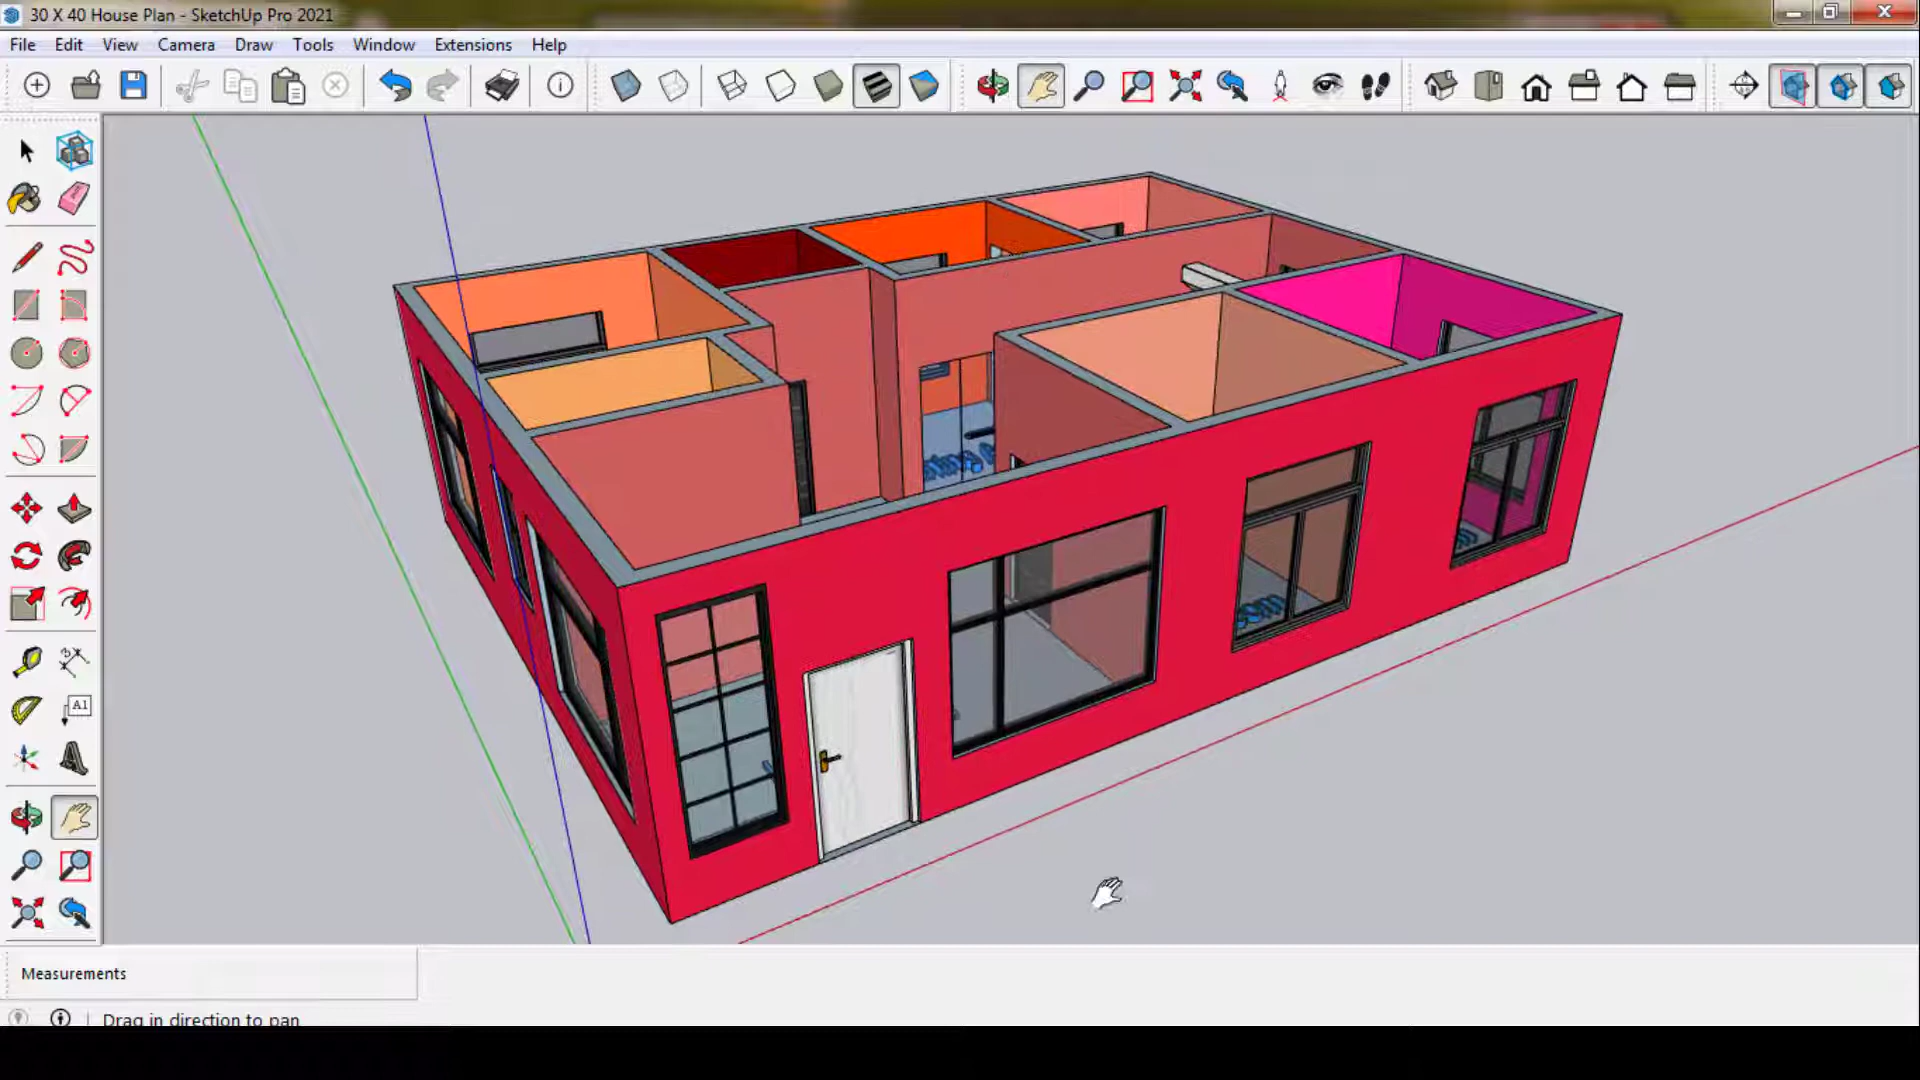 30 X 40 House Plan - SketchUp Pro 2021
File Edit View Camera Draw Tools Window Extensions Help
A1
Measurements
Drag in direction to pan